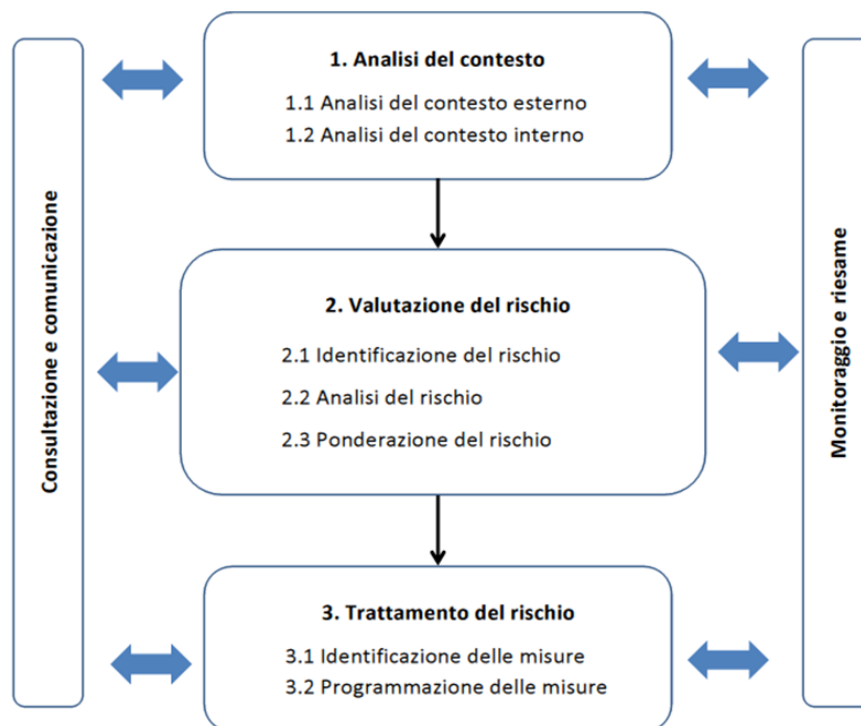 Consultazione e comunicazione
1. Analisi del contesto
1.1 Analisi del contesto esterno
1.2 Analisi del contesto interno
2. Valutazione del rischio
2.1 Identificazione del rischio
2.2 Analisi del rischio
2.3 Ponderazione del rischio
3. Trattamento del rischio
3.1 Identificazione delle misure
3.2 Programmazione delle misure
Monitoraggio e riesame